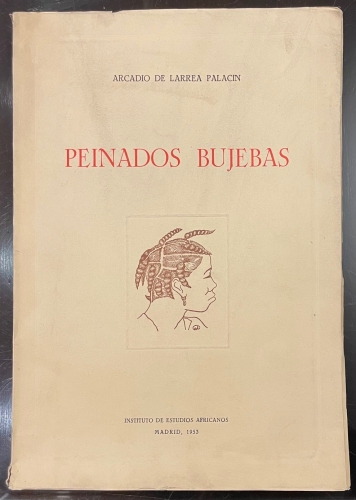 ARCADIO DE LARREA PALACIN
PEINADOS BUJEBAS
INSTITUTO DE ESTUDIOS AFRICANOS
MADRID, 1953